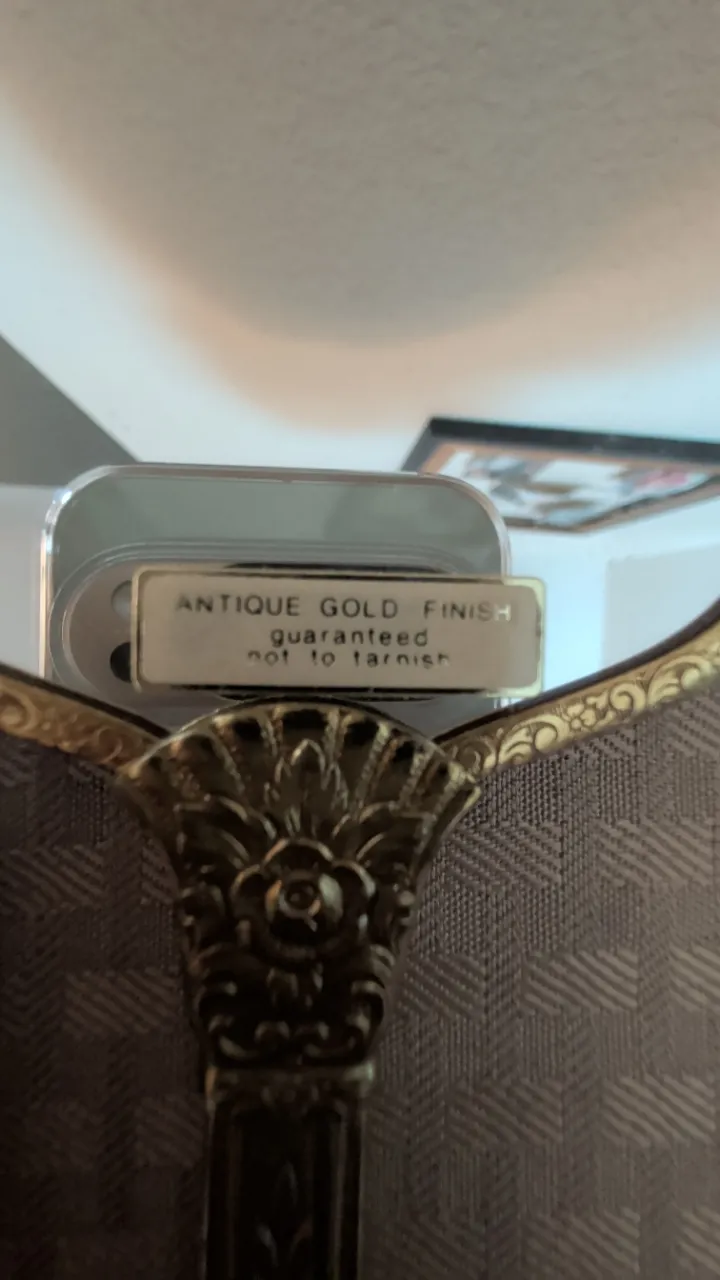 ANTIQUE GOLD FINISH
guaranteed
not to tarnish